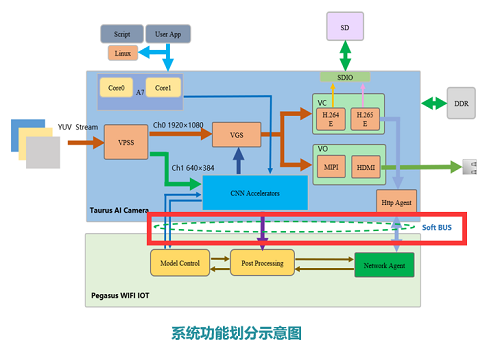 Script
User App
Linux
SD
SDIO
DDR
Core0
A7
Core1
YUV Stream
VPSS
Ch0 1920×1080
VGS
Ch1 640×384
CNN Accelerators
VC
H.264
E
H.265
E
VO
MIPI
HDMI
Http Agent
Taurus AI Camera
Soft BUS
Model Control
Post Processing
Network Agent
Pegasus WIFI IOT
系统功能划分示意图